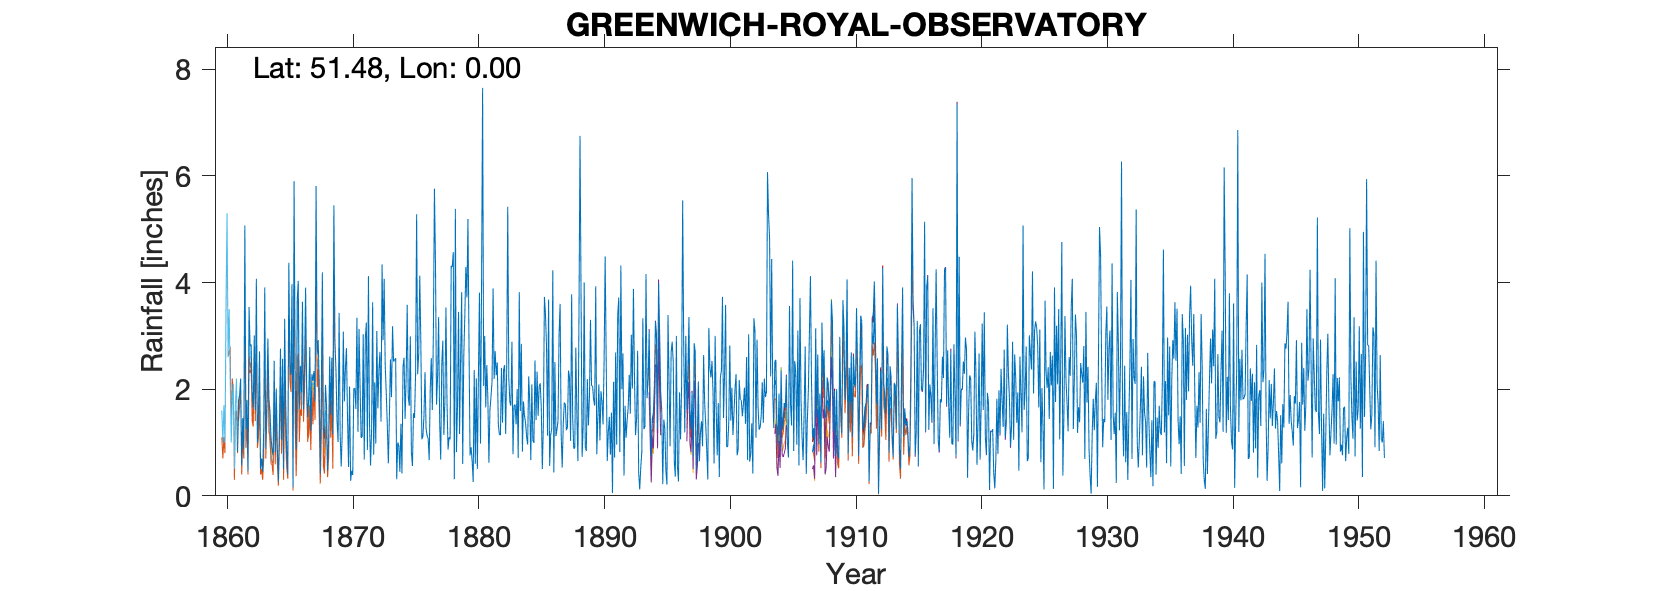 GREENWICH-ROYAL-OBSERVATORY
Lat: 51.48, Lon: 0.00
8
6
4
2
0
Rainfall [inches]
1860 1870 1880 1890 1900 1910 1920 1930 1940 1950 1960
Year